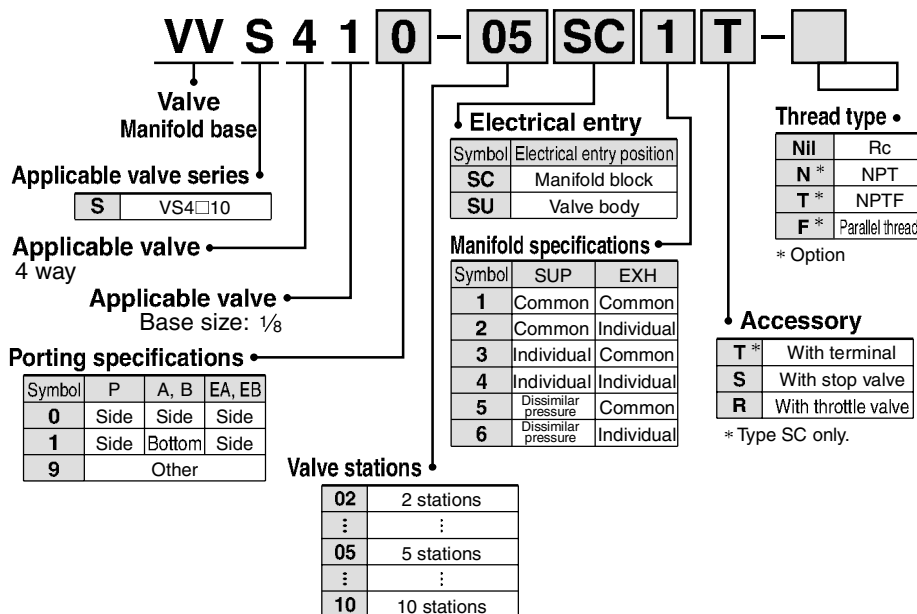 VV S 4 1 0 – 05 SC 1 T –
Valve
Manifold base
Applicable valve series
S VS4□10
Applicable valve
4 way
Applicable valve
Base size: 1/8
Porting specifications
Symbol P A, B EA, EB
0 Side Side Side
1 Side Bottom Side
9 Other
Valve stations
02 2 stations
⋮ ⋮
05 5 stations
⋮ ⋮
10 10 stations
Electrical entry
Symbol Electrical entry position
SC Manifold block
SU Valve body
Manifold specifications
Symbol SUP EXH
1 Common Common
2 Common Individual
3 Individual Common
4 Individual Individual
5 Dissimilar pressure Common
6 Dissimilar pressure Individual
Thread type
Nil Rc
N * NPT
T * NPTF
F * Parallel thread
* Option
Accessory
T * With terminal
S With stop valve
R With throttle valve
* Type SC only.